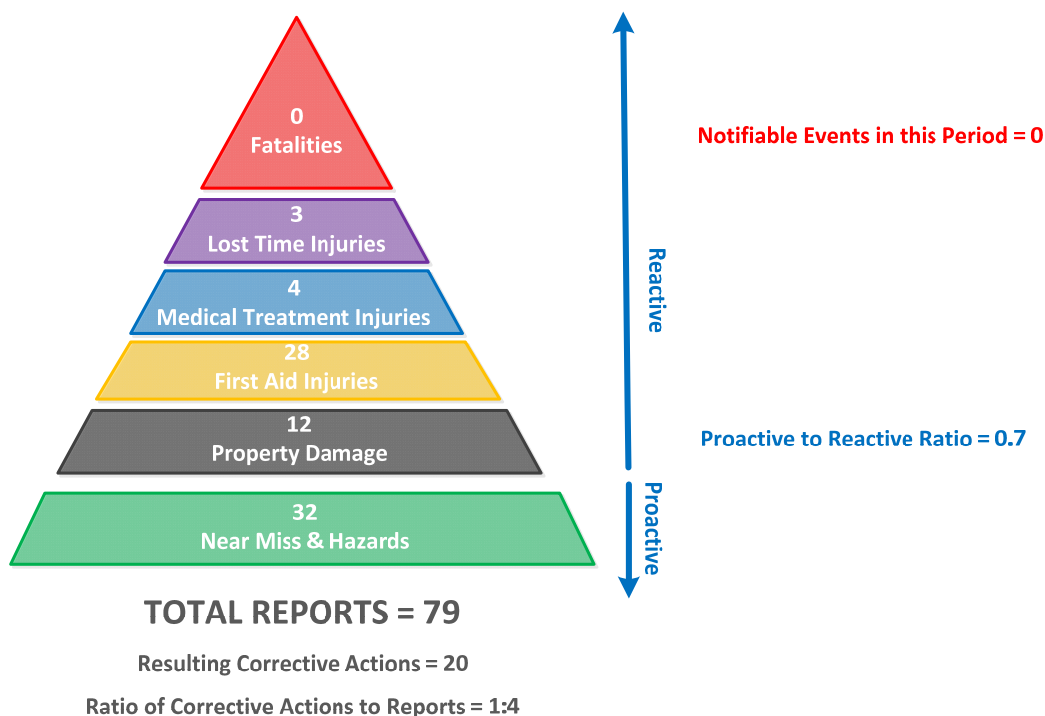 0
Fatalities
Notifiable Events in this Period = 0
3
Lost Time Injuries
4
Medical Treatment Injuries
28
First Aid Injuries
12
Property Damage
Reactive
Proactive to Reactive Ratio = 0.7
32
Near Miss & Hazards
Proactive
TOTAL REPORTS = 79
Resulting Corrective Actions = 20
Ratio of Corrective Actions to Reports = 1:4